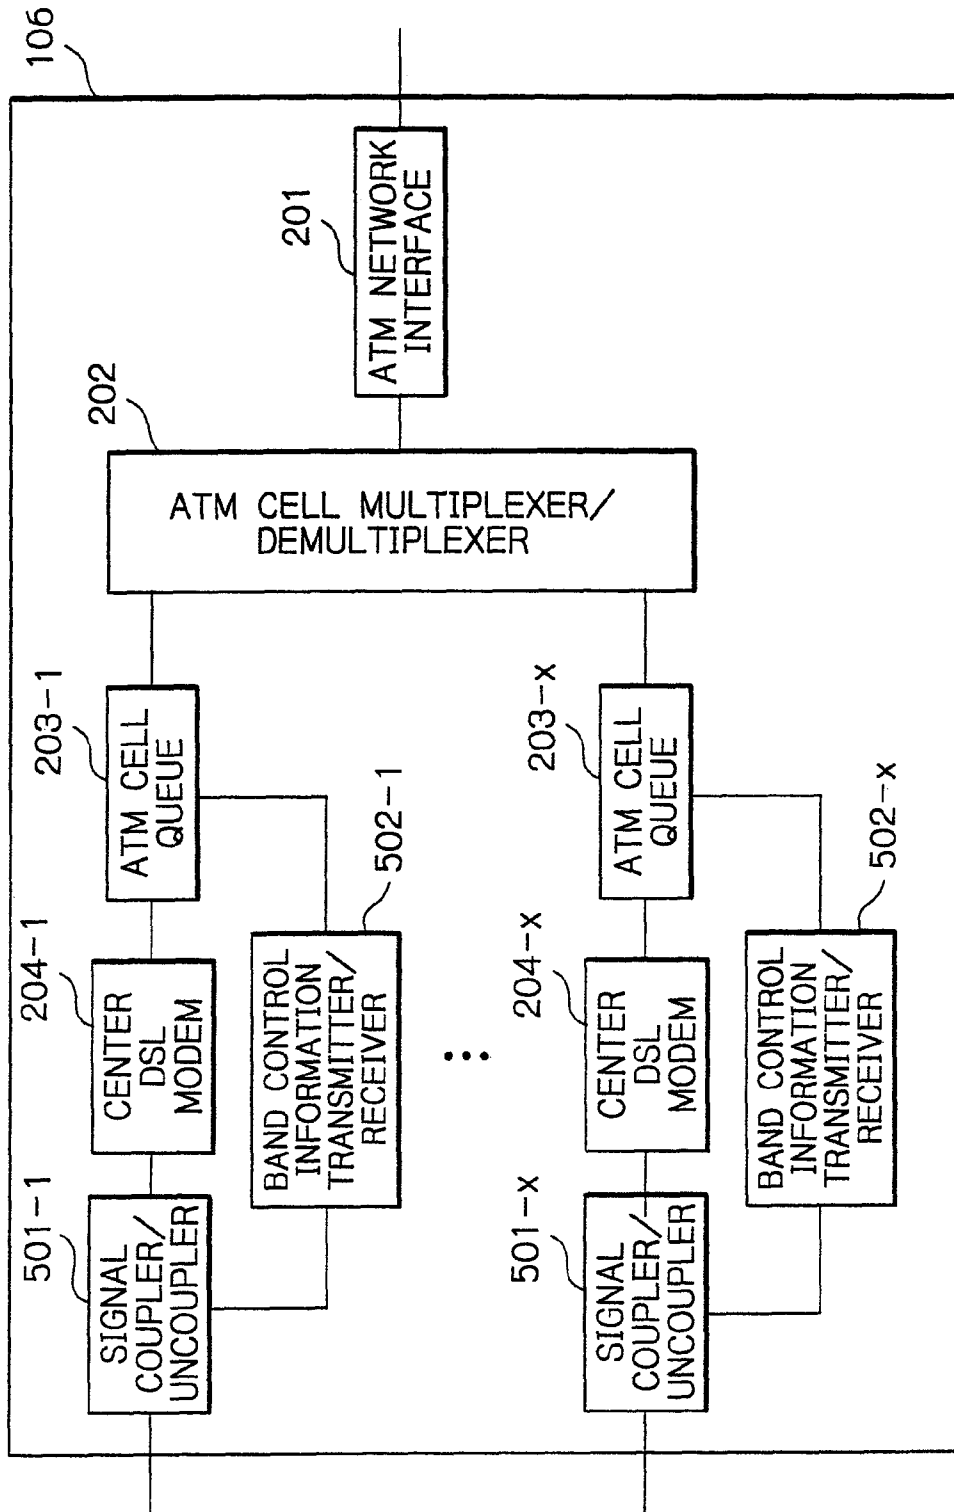 106
501-1
SIGNAL
COUPLER/
UNCOUPLER
204-1
CENTER
DSL
MODEM
203-1
ATM CELL
QUEUE
202
ATM CELL MULTIPLEXER/
DEMULTIPLEXER
201
ATM NETWORK
INTERFACE
BAND CONTROL
INFORMATION
TRANSMITTER/
RECEIVER
502-1
501-x
SIGNAL
COUPLER/
UNCOUPLER
204-x
CENTER
DSL
MODEM
203-x
ATM CELL
QUEUE
BAND CONTROL
INFORMATION
TRANSMITTER/
RECEIVER
502-x